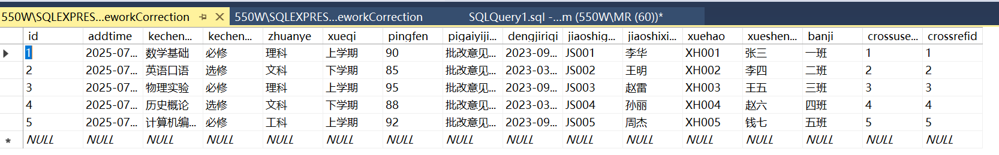 550W\SQLEXPRES...eworkCorrection 550W\SQLEXPRES...eworkCorrection SQLQuery1.sql -...m (550W\MR (60))*
id addtime kechen... kechen... zhuanye xueqi pingfen pigaiyiji... dengjiriqi jiaoshig... jiaoshixi... xuehao xueshen... banji crossuse... crossrefid
1 2025-07... 数学基础 必修 理科 上学期 90 批改意见... 2023-09... JS001 李华 XH001 张三 一班 1 1
2 2025-07... 英语口语 选修 文科 下学期 85 批改意见... 2023-03... JS002 王明 XH002 李四 二班 2 2
3 2025-07... 物理实验 必修 理科 上学期 95 批改意见... 2023-09... JS003 赵雷 XH003 王五 三班 3 3
4 2025-07... 历史概论 选修 文科 下学期 88 批改意见... 2023-03... JS004 孙丽 XH004 赵六 四班 4 4
5 2025-07... 计算机编... 必修 工科 上学期 92 批改意见... 2023-09... JS005 周杰 XH005 钱七 五班 5 5
* NULL NULL NULL NULL NULL NULL NULL NULL NULL NULL NULL NULL NULL NULL NULL NULL